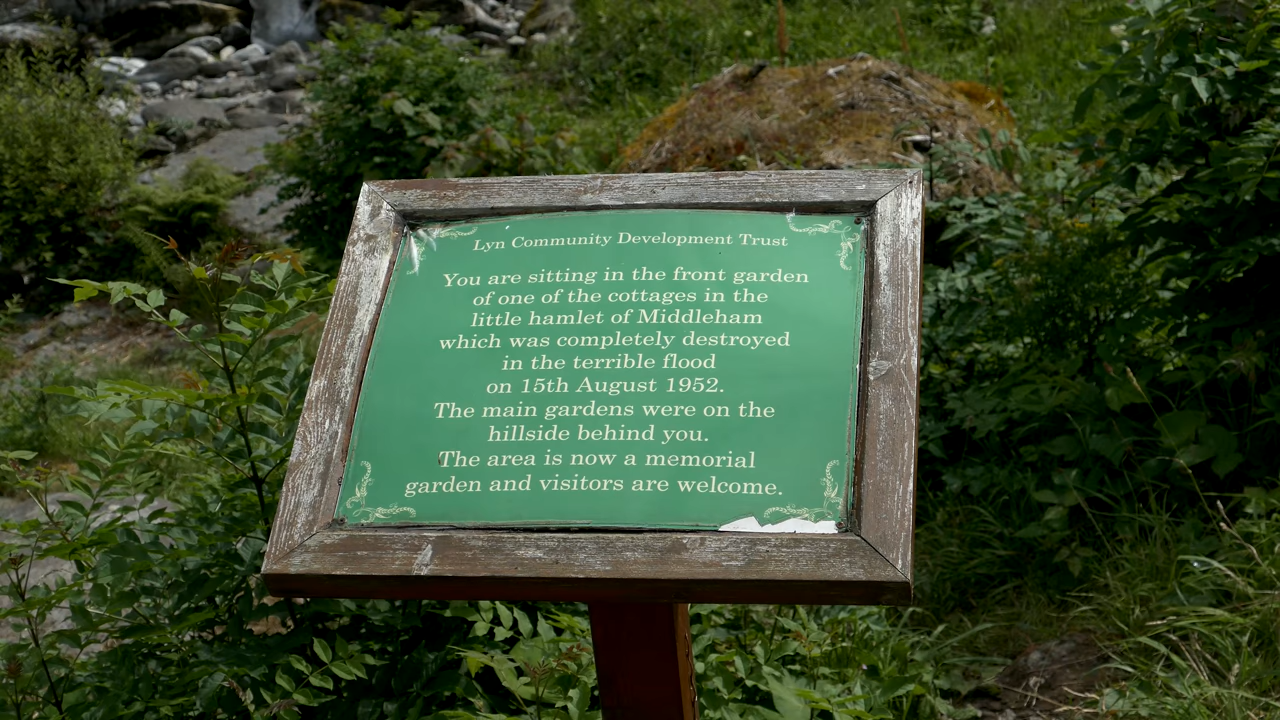 Lyn Community Development Trust
You are sitting in the front garden
of one of the cottages in the
little hamlet of Middleham
which was completely destroyed
in the terrible flood
on 15th August 1952.
The main gardens were on the
hillside behind you.
The area is now a memorial
garden and visitors are welcome.